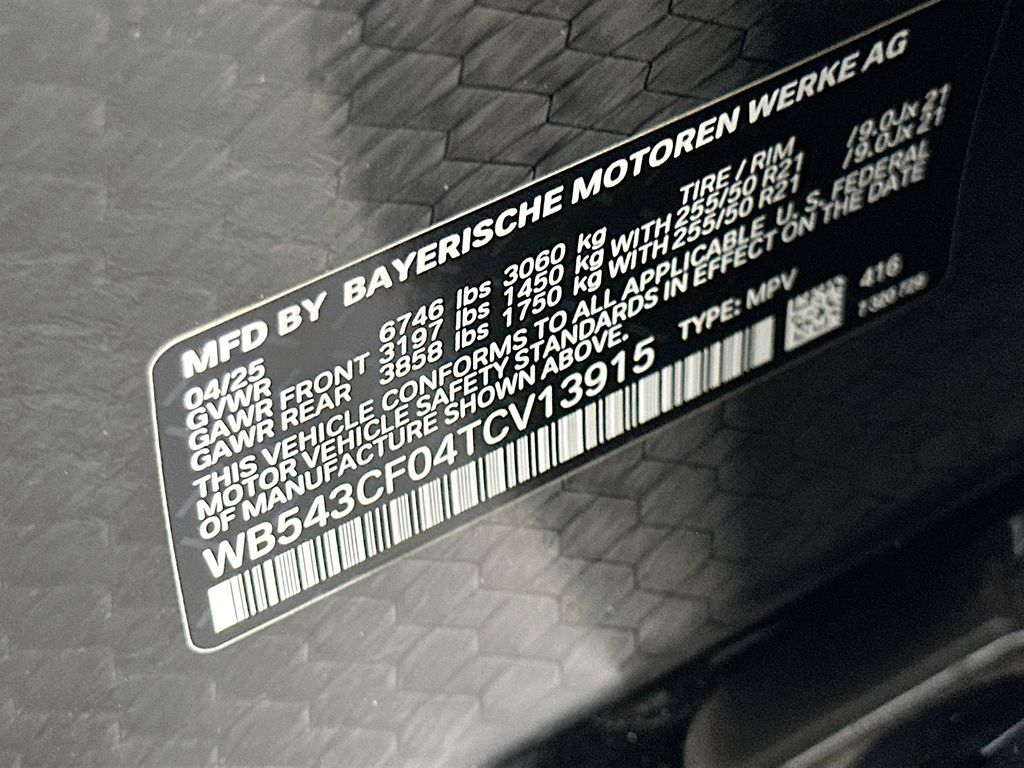 MFD BY BAYERISCHE MOTOREN WERKE AG
04/25 TIRE / RIM
GVWR 6746 lbs 3060 kg
GAWR FRONT 3197 lbs 1450 kg WITH 255/50 R21 /9.0Jx 21
GAWR REAR 3858 lbs 1750 kg WITH 255/50 R21 /9.0Jx 21
THIS VEHICLE CONFORMS TO ALL APPLICABLE U. S. FEDERAL
MOTOR VEHICLE SAFETY STANDARDS IN EFFECT ON THE DATE
OF MANUFACTURE SHOWN ABOVE.
WB543CF04TCV13915 TYPE: MPV
416